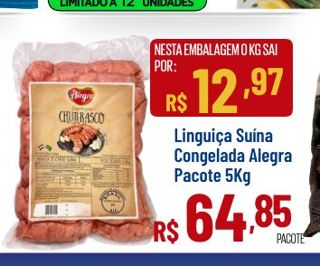 LIMITADO A 12 UNIDADES
NESTA EMBALAGEM O KG SAI
POR:
R$ 12,97
Alegra
CHURRASCO
Linguiça Suína
Congelada Alegra
Pacote 5Kg
R$ 64,85
PACOTE